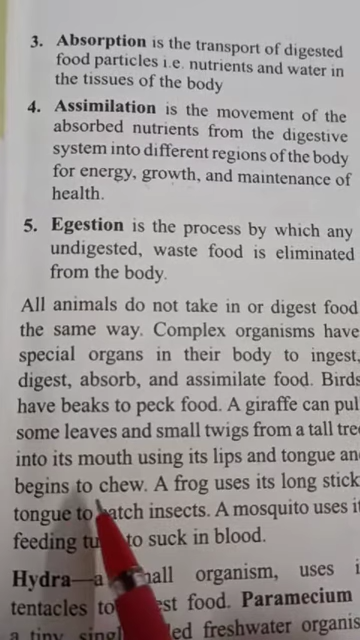 3. Absorption is the transport of digested
food particles i.e. nutrients and water in
the tissues of the body
4. Assimilation is the movement of the
absorbed nutrients from the digestive
system into different regions of the body
for energy, growth, and maintenance of
health.
5. Egestion is the process by which any
undigested, waste food is eliminated
from the body.
All animals do not take in or digest food
the same way. Complex organisms have
special organs in their body to ingest,
digest, absorb, and assimilate food. Birds
have beaks to peck food. A giraffe can pul
some leaves and small twigs from a tall tre
into its mouth using its lips and tongue an
begins to chew. A frog uses its long stick
tongue to catch insects. A mosquito uses it
feeding to suck in blood.
Hydra—a small organism, uses i
tentacles to food. Paramecium
a tiny freshwater organis